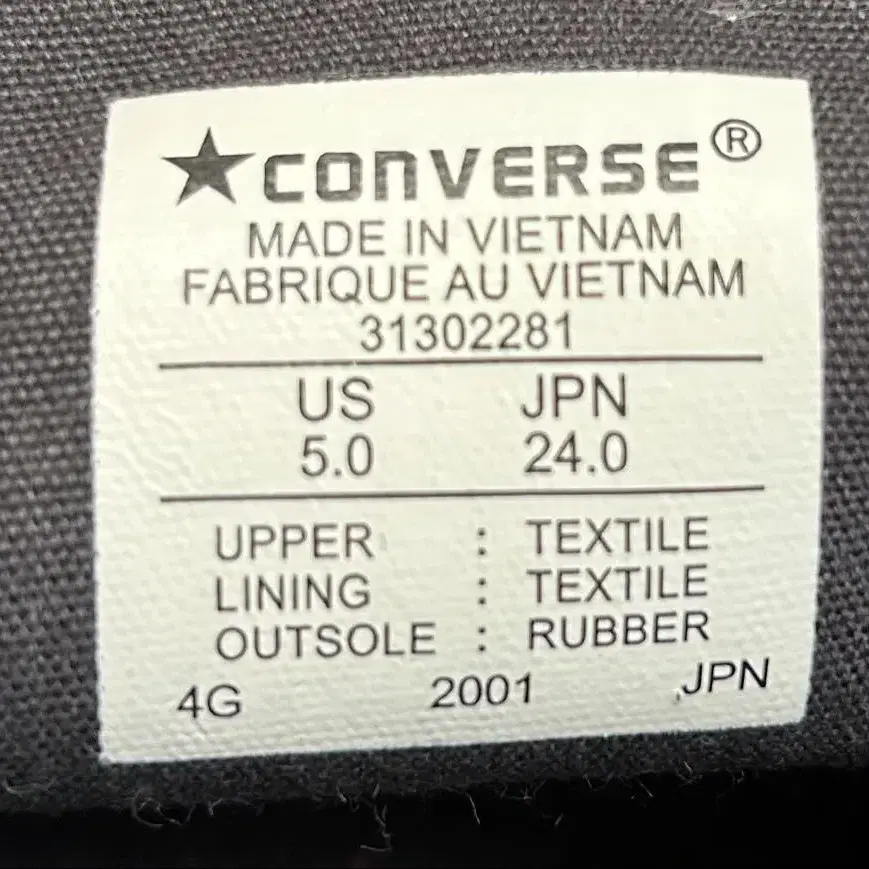 ★CONVERSE®
MADE IN VIETNAM
FABRIQUE AU VIETNAM
31302281
US JPN
5.0 24.0
UPPER : TEXTILE
LINING : TEXTILE
OUTSOLE : RUBBER
4G 2001 JPN